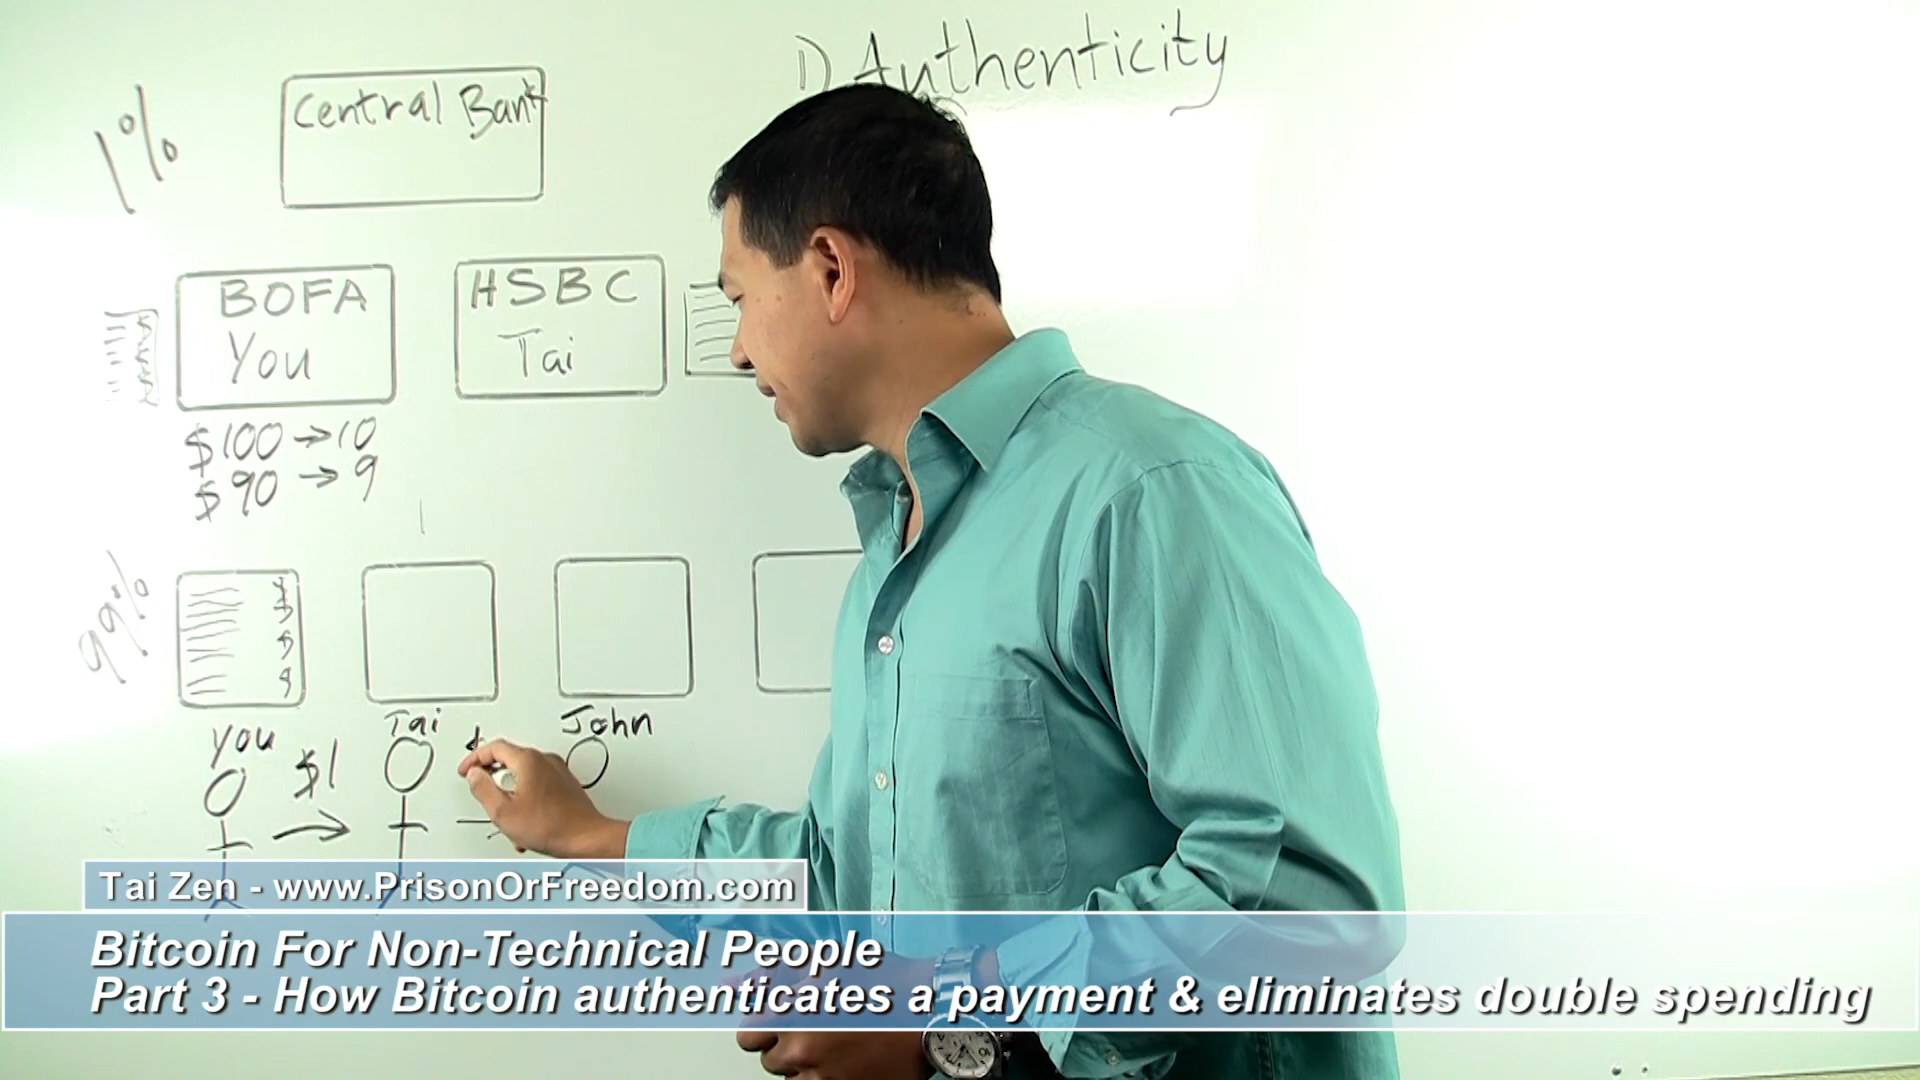 1) Authenticity
1%
Central Bank
BOFA
You
HSBC
Tai
$100 → 10
$90 → 9
99%
$
$
$
$
You
Tai
John
$1
Tai Zen - www.PrisonOrFreedom.com
Bitcoin For Non-Technical People
Part 3 - How Bitcoin authenticates a payment & eliminates double spending